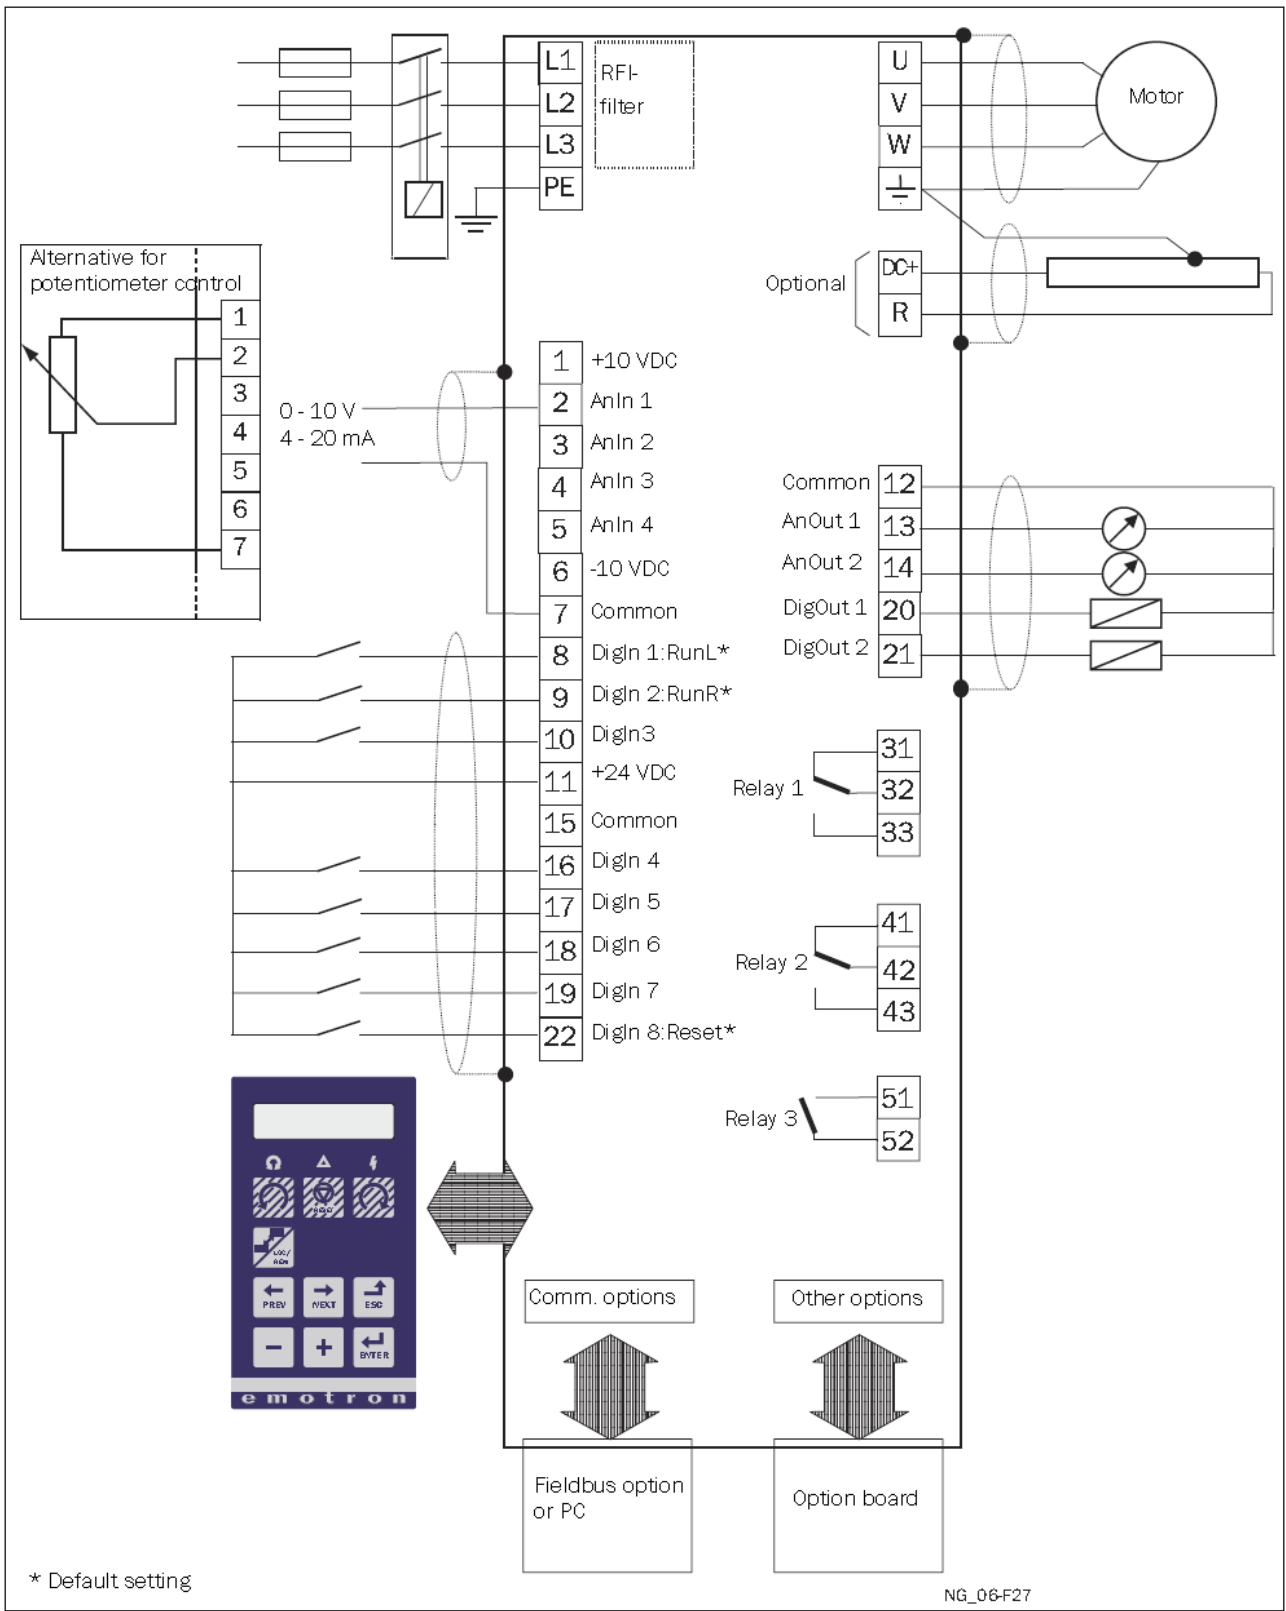 L1
RFI-
L2
filter
L3
PE
U
V
W
Motor
Alternative for
potentiometer control
1
2
3
4
5
6
7
0 - 10 V
4 - 20 mA
Optional
DC+
R
1 +10 VDC
2 AnIn 1
3 AnIn 2
4 AnIn 3
5 AnIn 4
6 -10 VDC
7 Common
8 DigIn 1:RunL*
9 DigIn 2:RunR*
10 DigIn3
11 +24 VDC
15 Common
16 DigIn 4
17 DigIn 5
18 DigIn 6
19 DigIn 7
22 DigIn 8:Reset*
Common 12
AnOut 1 13
AnOut 2 14
DigOut 1 20
DigOut 2 21
Relay 1
31
32
33
Relay 2
41
42
43
Relay 3
51
52
LOC/
REM
PREV NEXT ESC
- + ENTER
emotron
Comm. options
Other options
Fieldbus option
or PC
Option board
* Default setting
NG_06-F27